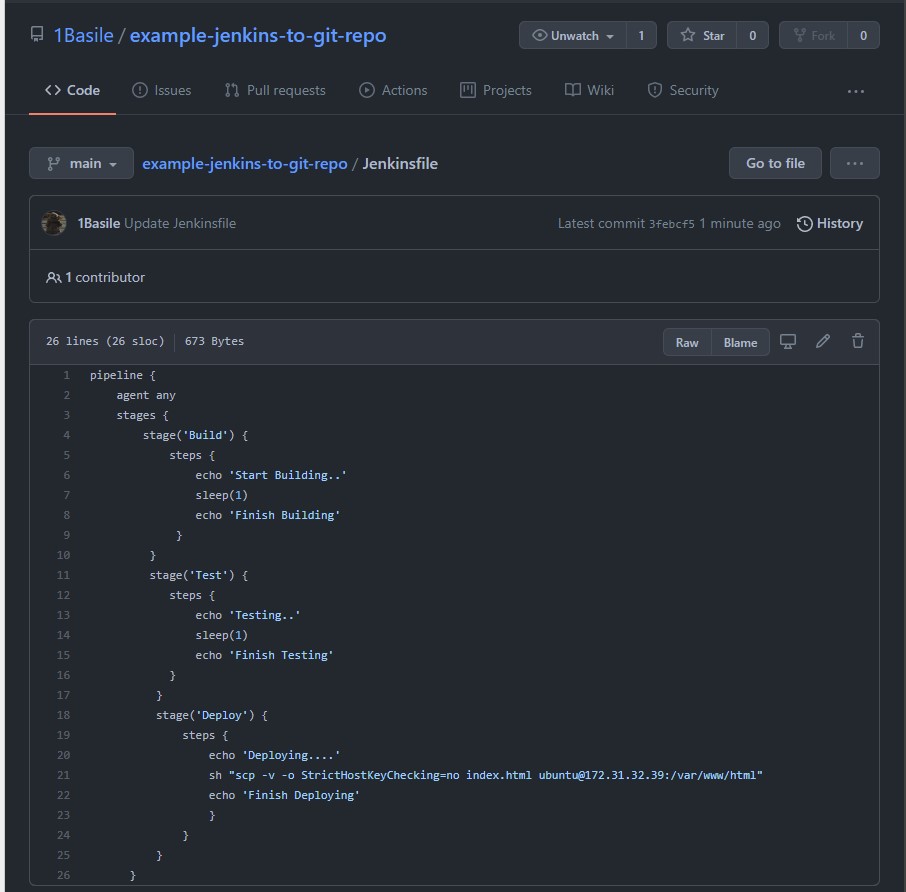 1Basile / example-jenkins-to-git-repo Unwatch 1 Star 0 Fork 0
Code Issues Pull requests Actions Projects Wiki Security ...
main example-jenkins-to-git-repo / Jenkinsfile Go to file ...
1Basile Update Jenkinsfile Latest commit 3febcf5 1 minute ago History
1 contributor
26 lines (26 sloc) 673 Bytes Raw Blame
1 pipeline {
2 agent any
3 stages {
4 stage('Build') {
5 steps {
6 echo 'Start Building..'
7 sleep(1)
8 echo 'Finish Building'
9 }
10 }
11 stage('Test') {
12 steps {
13 echo 'Testing..'
14 sleep(1)
15 echo 'Finish Testing'
16 }
17 }
18 stage('Deploy') {
19 steps {
20 echo 'Deploying....'
21 sh "scp -v -o StrictHostKeyChecking=no index.html ubuntu@172.31.32.39:/var/www/html"
22 echo 'Finish Deploying'
23 }
24 }
25 }
26 }